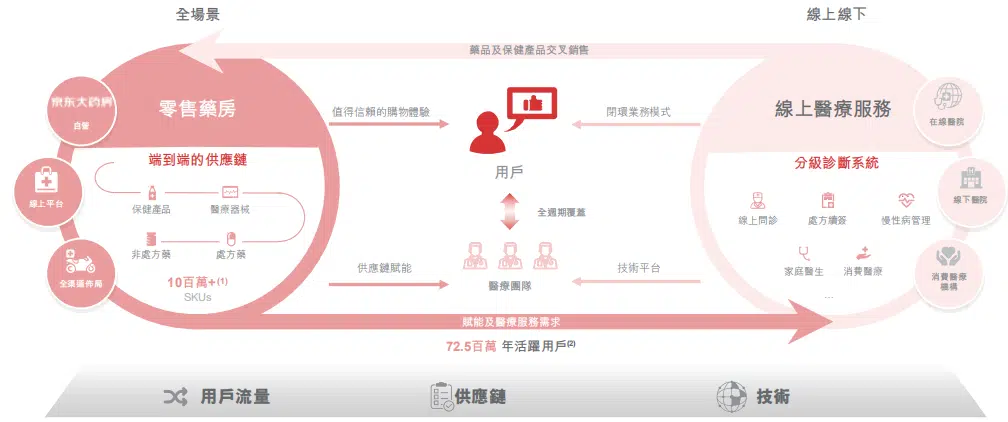 全場景
線上線下
藥品及保健產品交叉銷售
京东大药房
自營
線上平台
全渠道佈局
零售藥房
端到端的供應鏈
保健產品
醫療器械
非處方藥
處方藥
10百萬+(1)
SKUs
值得信賴的購物體驗
閉環業務模式
用戶
全週期覆蓋
供應鏈賦能
技術平台
醫療團隊
線上醫療服務
分級診斷系統
線上問診
處方續簽
慢性病管理
家庭醫生
消費醫療
...
在線醫院
線下醫院
消費醫療
機構
賦能及醫療服務需求
72.5百萬 年活躍用戶(2)
用戶流量
供應鏈
技術